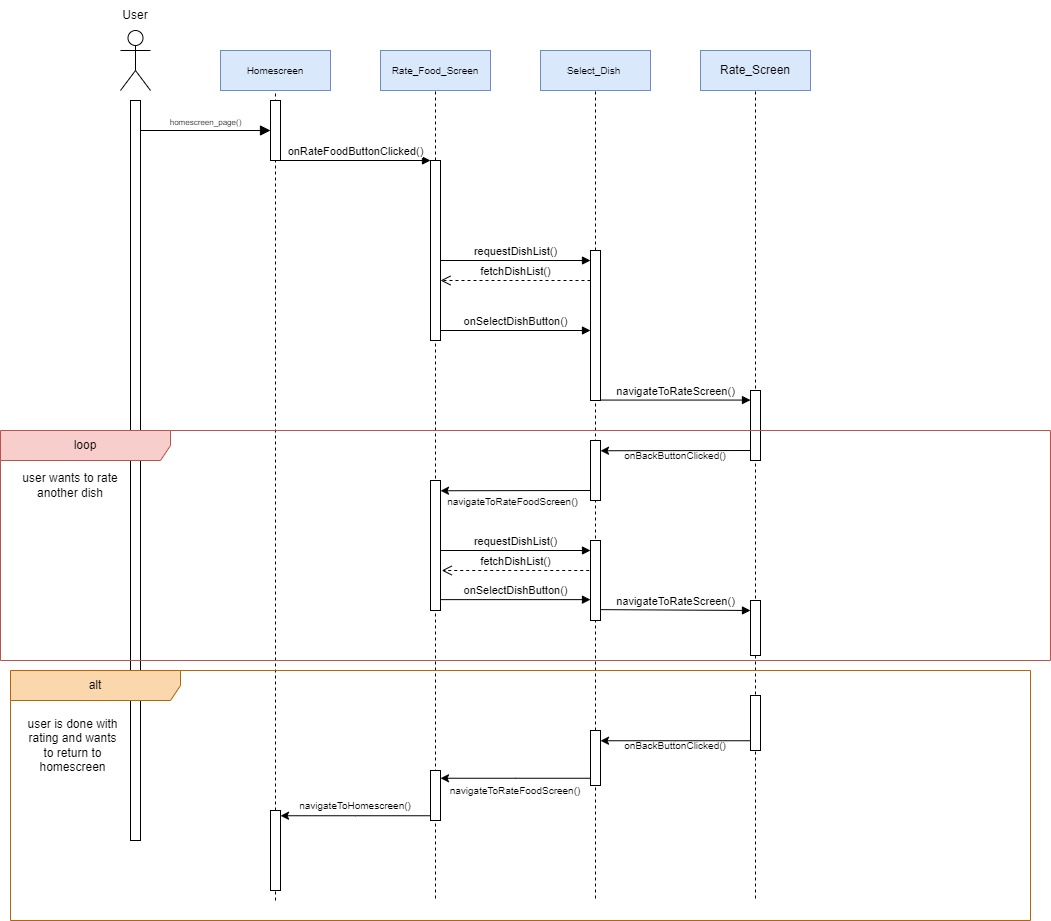 User
Homescreen
Rate_Food_Screen
Select_Dish
Rate_Screen
homescreen_page()
onRateFoodButtonClicked()
requestDishList()
fetchDishList()
onSelectDishButton()
navigateToRateScreen()
loop
user wants to rate
another dish
onBackButtonClicked()
navigateToRateFoodScreen()
requestDishList()
fetchDishList()
onSelectDishButton()
navigateToRateScreen()
alt
user is done with
rating and wants
to return to
homescreen
onBackButtonClicked()
navigateToRateFoodScreen()
navigateToHomescreen()